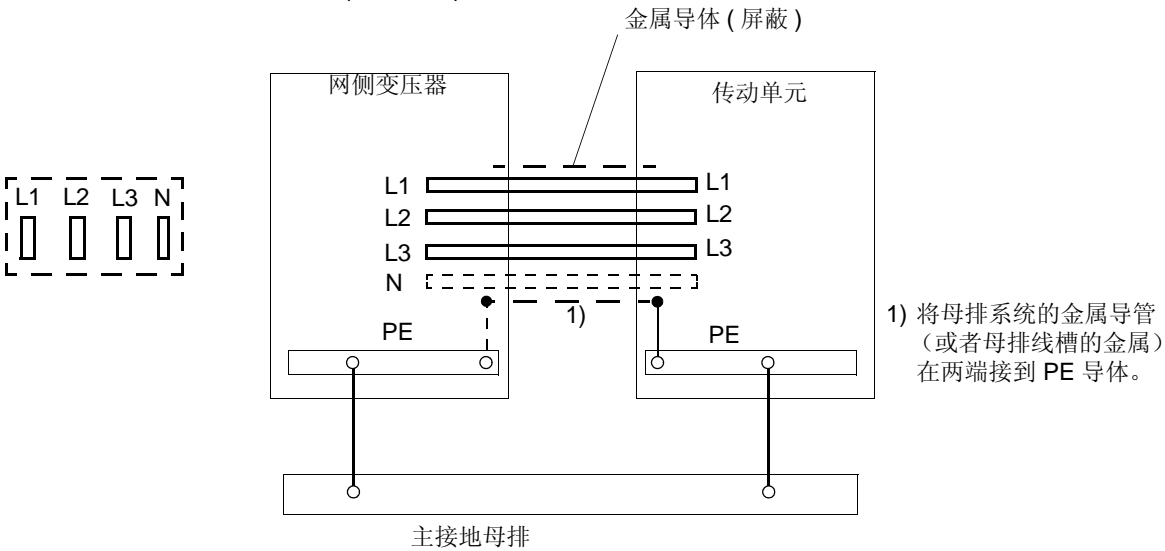 金属导体 ( 屏蔽 )
网侧变压器
传动单元
L1 L2 L3 N
L1 L1
L2 L2
L3 L3
N
1)
PE PE
1) 将母排系统的金属导管
（或者母排线槽的金属）
在两端接到 PE 导体。
主接地母排